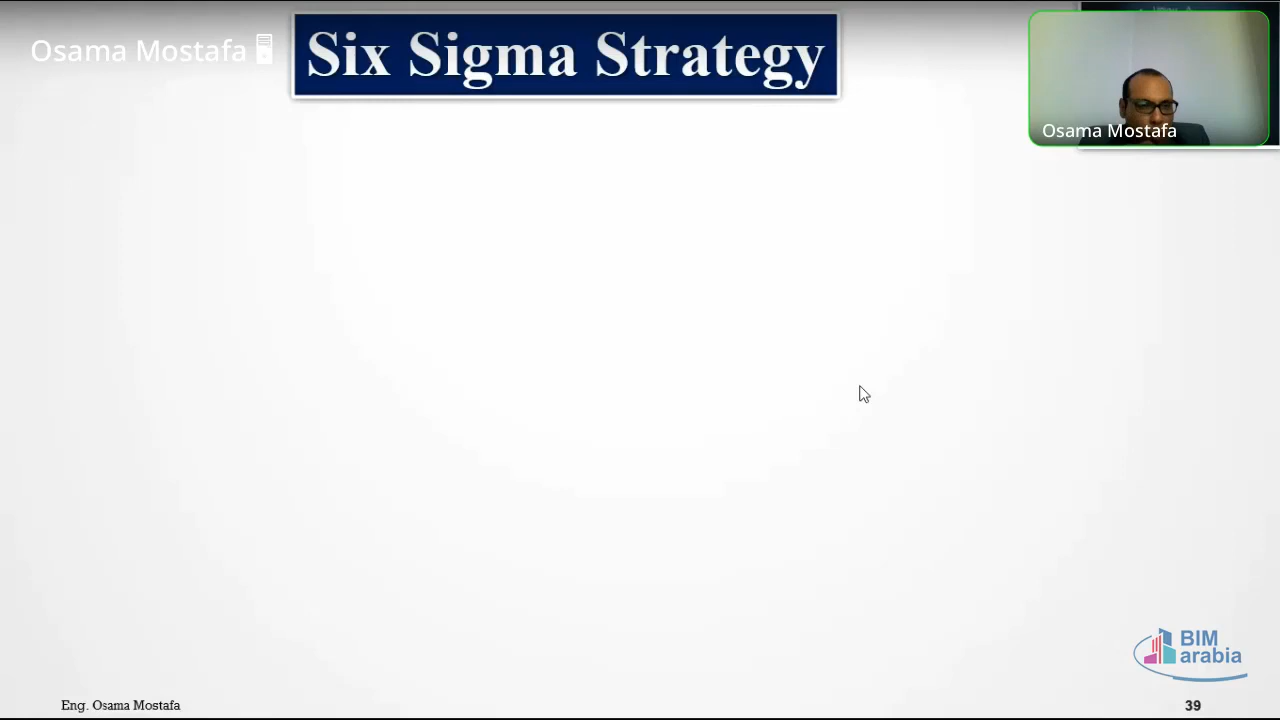 Osama Mostafa
Six Sigma Strategy
Osama Mostafa
BIM
arabia
Eng. Osama Mostafa
39